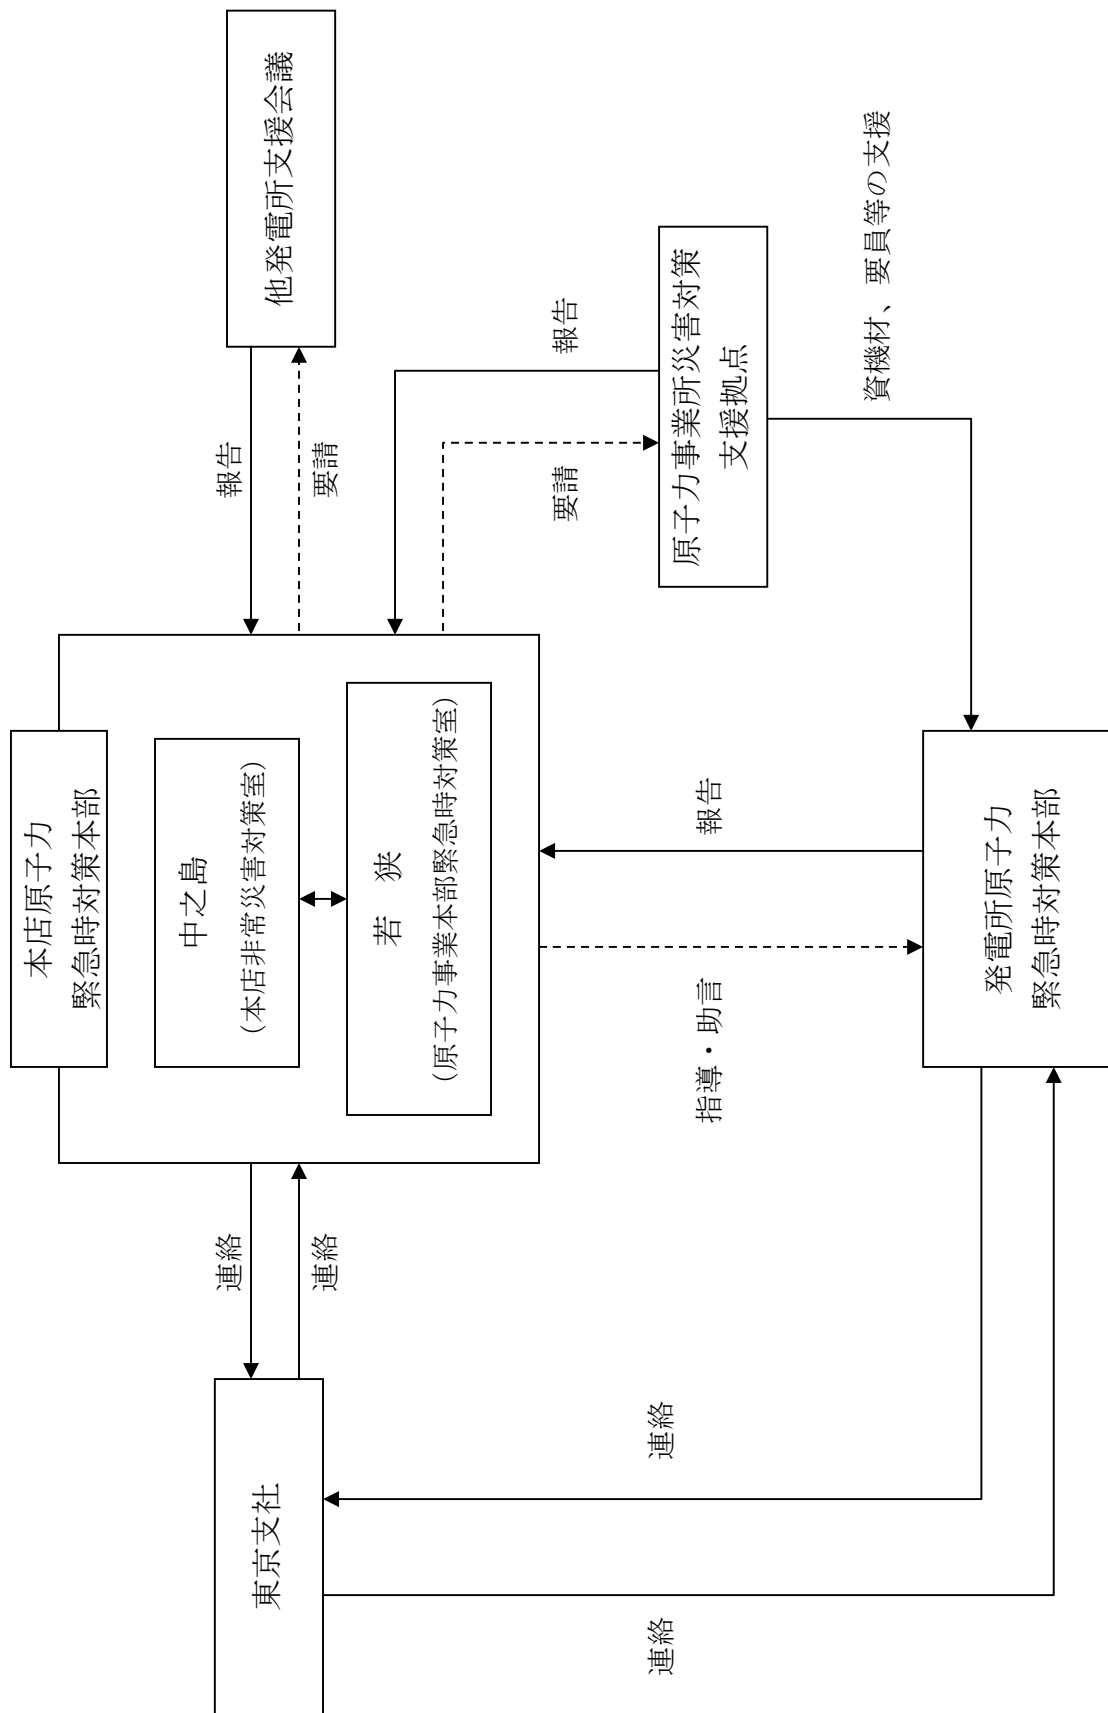 本店原子力
緊急時対策本部
中之島
（本店非常災害対策室）
若　狭
（原子力事業本部緊急時対策室）
東京支社
連絡
連絡
報告
要請
他発電所支援会議
報告
要請
原子力事業所災害対策
支援拠点
資機材、要員等の支援
連絡
連絡
指導・助言
報告
発電所原子力
緊急時対策本部